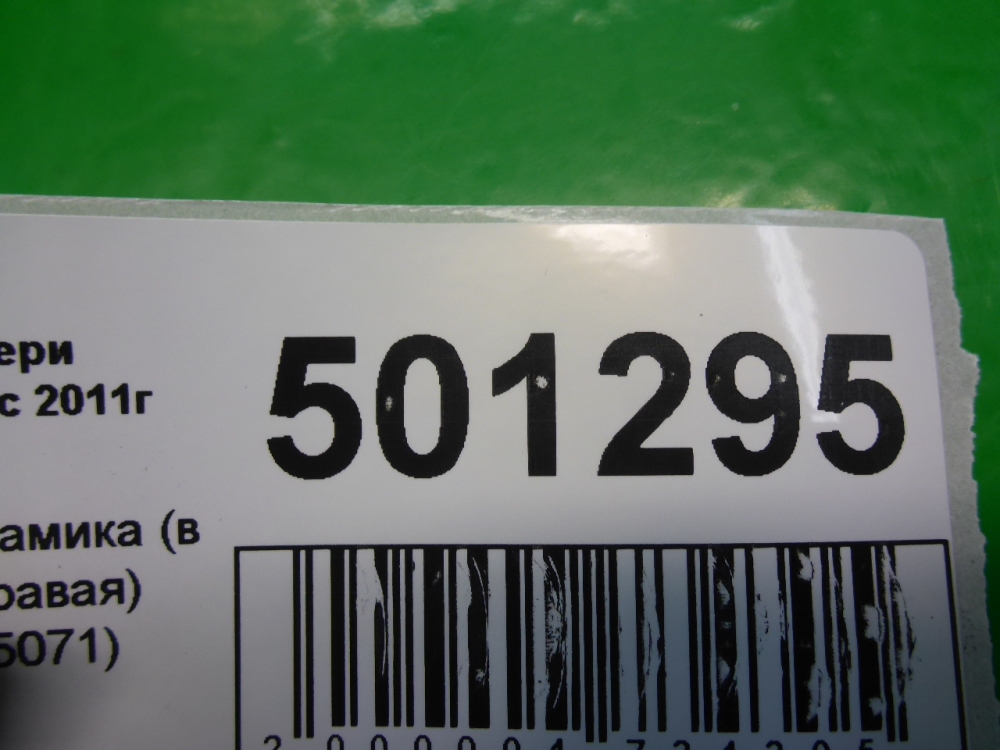 ери
с 2011г
501295
амика (в
равая)
5071)